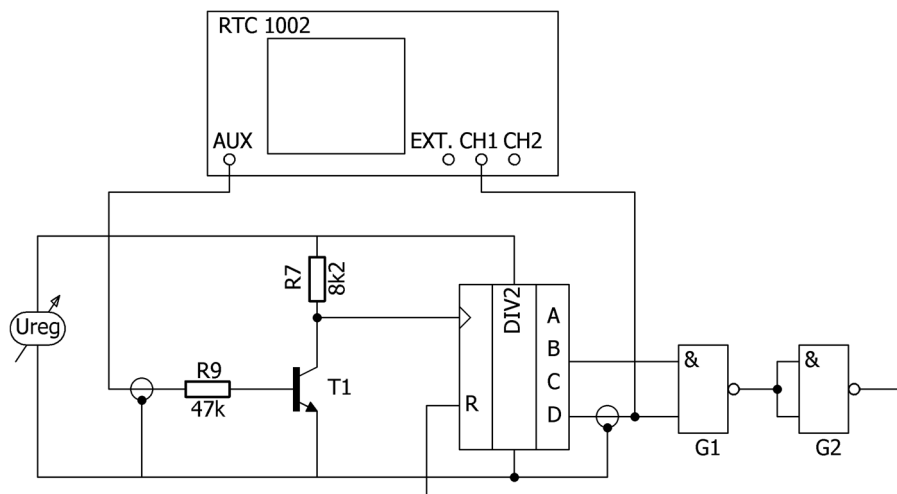 RTC 1002
AUX
EXT. CH1 CH2
R7
8k2
DIV2
A
B
C
D
Ureg
R9
47k
T1
R
&
&
G1
G2